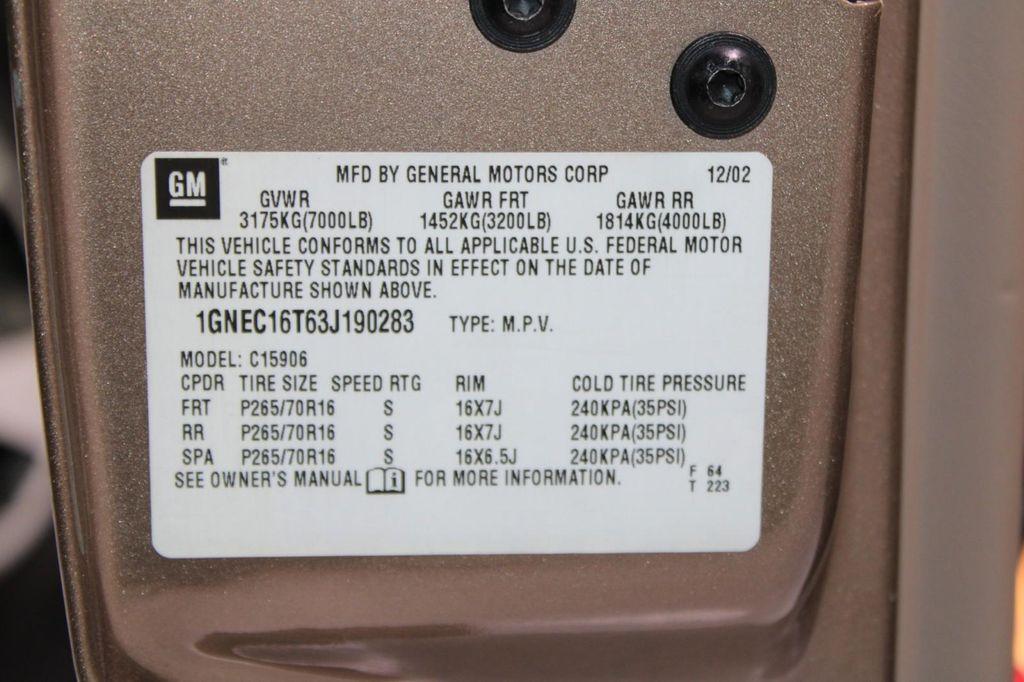 GM® MFD BY GENERAL MOTORS CORP 12/02
GVWR GAWR FRT GAWR RR
3175KG(7000LB) 1452KG(3200LB) 1814KG(4000LB)
THIS VEHICLE CONFORMS TO ALL APPLICABLE U.S. FEDERAL MOTOR
VEHICLE SAFETY STANDARDS IN EFFECT ON THE DATE OF
MANUFACTURE SHOWN ABOVE.
1GNEC16T63J190283 TYPE: M.P.V.
MODEL: C15906
CPDR TIRE SIZE SPEED RTG RIM COLD TIRE PRESSURE
FRT P265/70R16 S 16X7J 240KPA(35PSI)
RR P265/70R16 S 16X7J 240KPA(35PSI)
SPA P265/70R16 S 16X6.5J 240KPA(35PSI)
SEE OWNER'S MANUAL i FOR MORE INFORMATION.
F 64
T 223